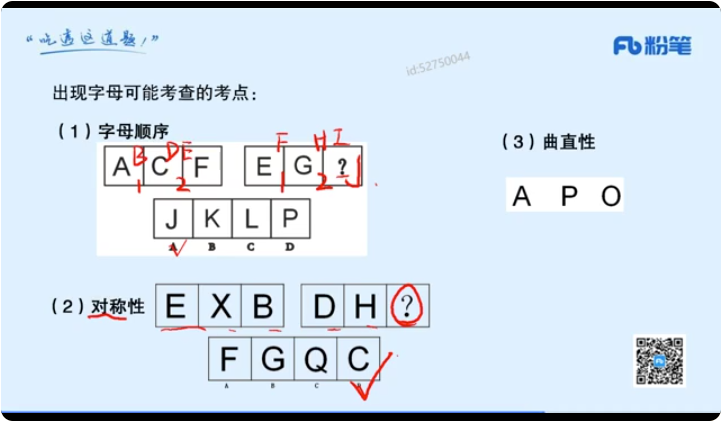 “吃透这道题！”
粉笔
id:52750044
出现字母可能考查的考点：
（1）字母顺序
A B C D E F
1 2
E F G H I ? J
1 2
J K L P
A B C D
（2）对称性
E X B D H ?
F G Q C
A B C D
（3）曲直性
A P O